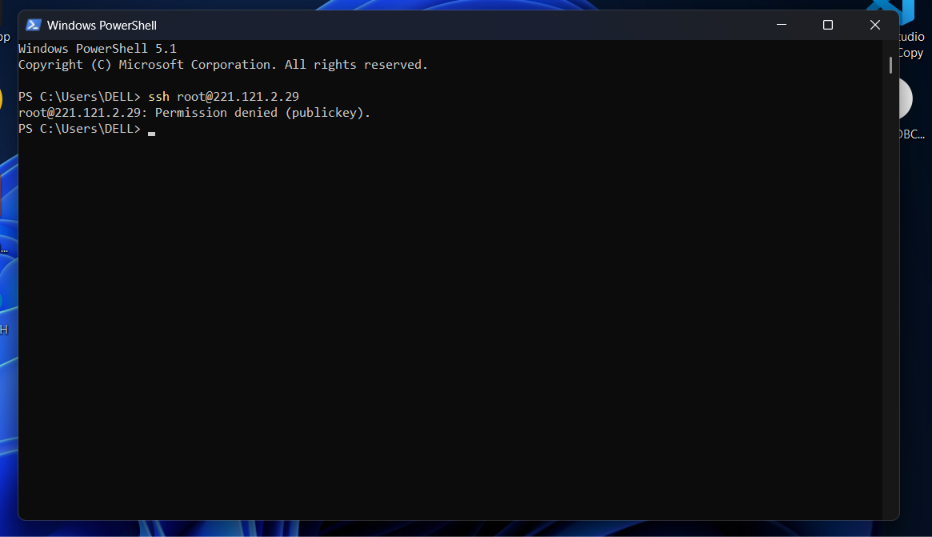 Windows PowerShell
Windows PowerShell 5.1
Copyright (C) Microsoft Corporation. All rights reserved.
PS C:\Users\DELL> ssh root@221.121.2.29
root@221.121.2.29: Permission denied (publickey).
PS C:\Users\DELL>
Copy